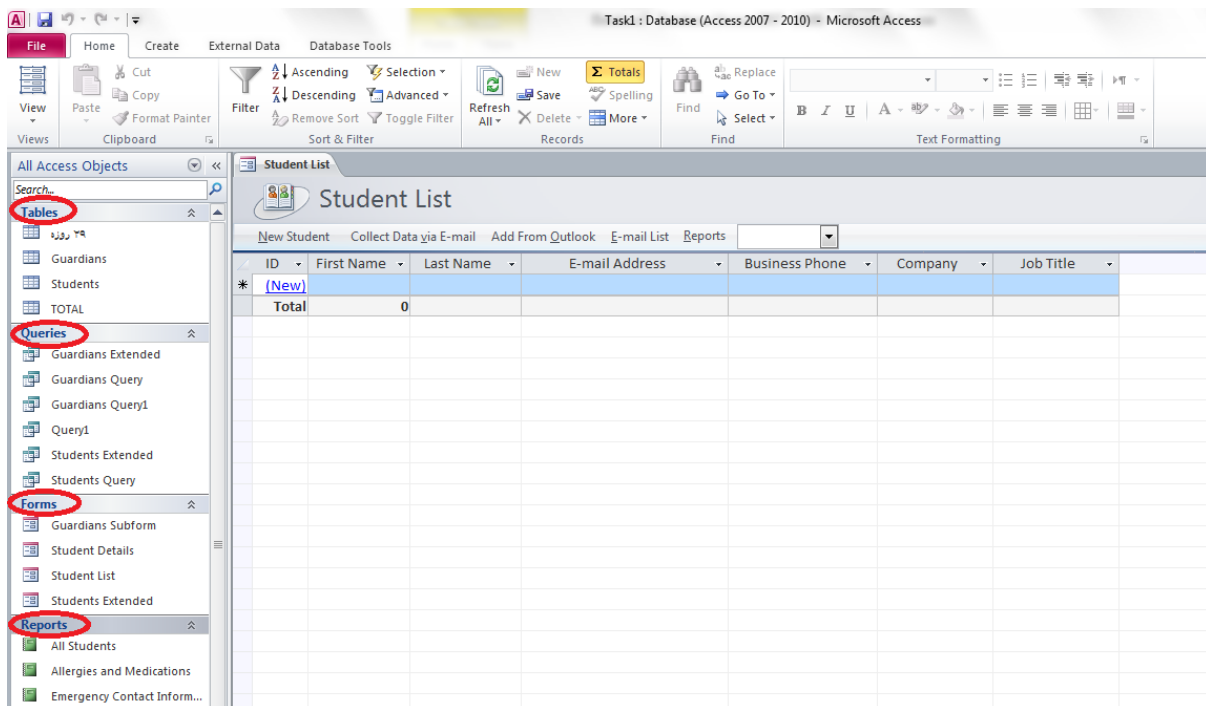 Task1 : Database (Access 2007 - 2010) - Microsoft Access
File Home Create External Data Database Tools
View
Views
Paste
Cut
Copy
Format Painter
Clipboard
Filter
Ascending
Descending
Remove Sort
Selection
Advanced
Toggle Filter
Sort & Filter
Refresh All
New
Save
Delete
Totals
Spelling
More
Records
Find
Replace
Go To
Select
Find
B I U A
Text Formatting
All Access Objects
Search...
Tables
۲۹ روزه
Guardians
Students
TOTAL
Queries
Guardians Extended
Guardians Query
Guardians Query1
Query1
Students Extended
Students Query
Forms
Guardians Subform
Student Details
Student List
Students Extended
Reports
All Students
Allergies and Medications
Emergency Contact Inform...
Student List
Student List
New Student Collect Data via E-mail Add From Outlook E-mail List Reports
ID First Name Last Name E-mail Address Business Phone Company Job Title
* (New)
Total 0